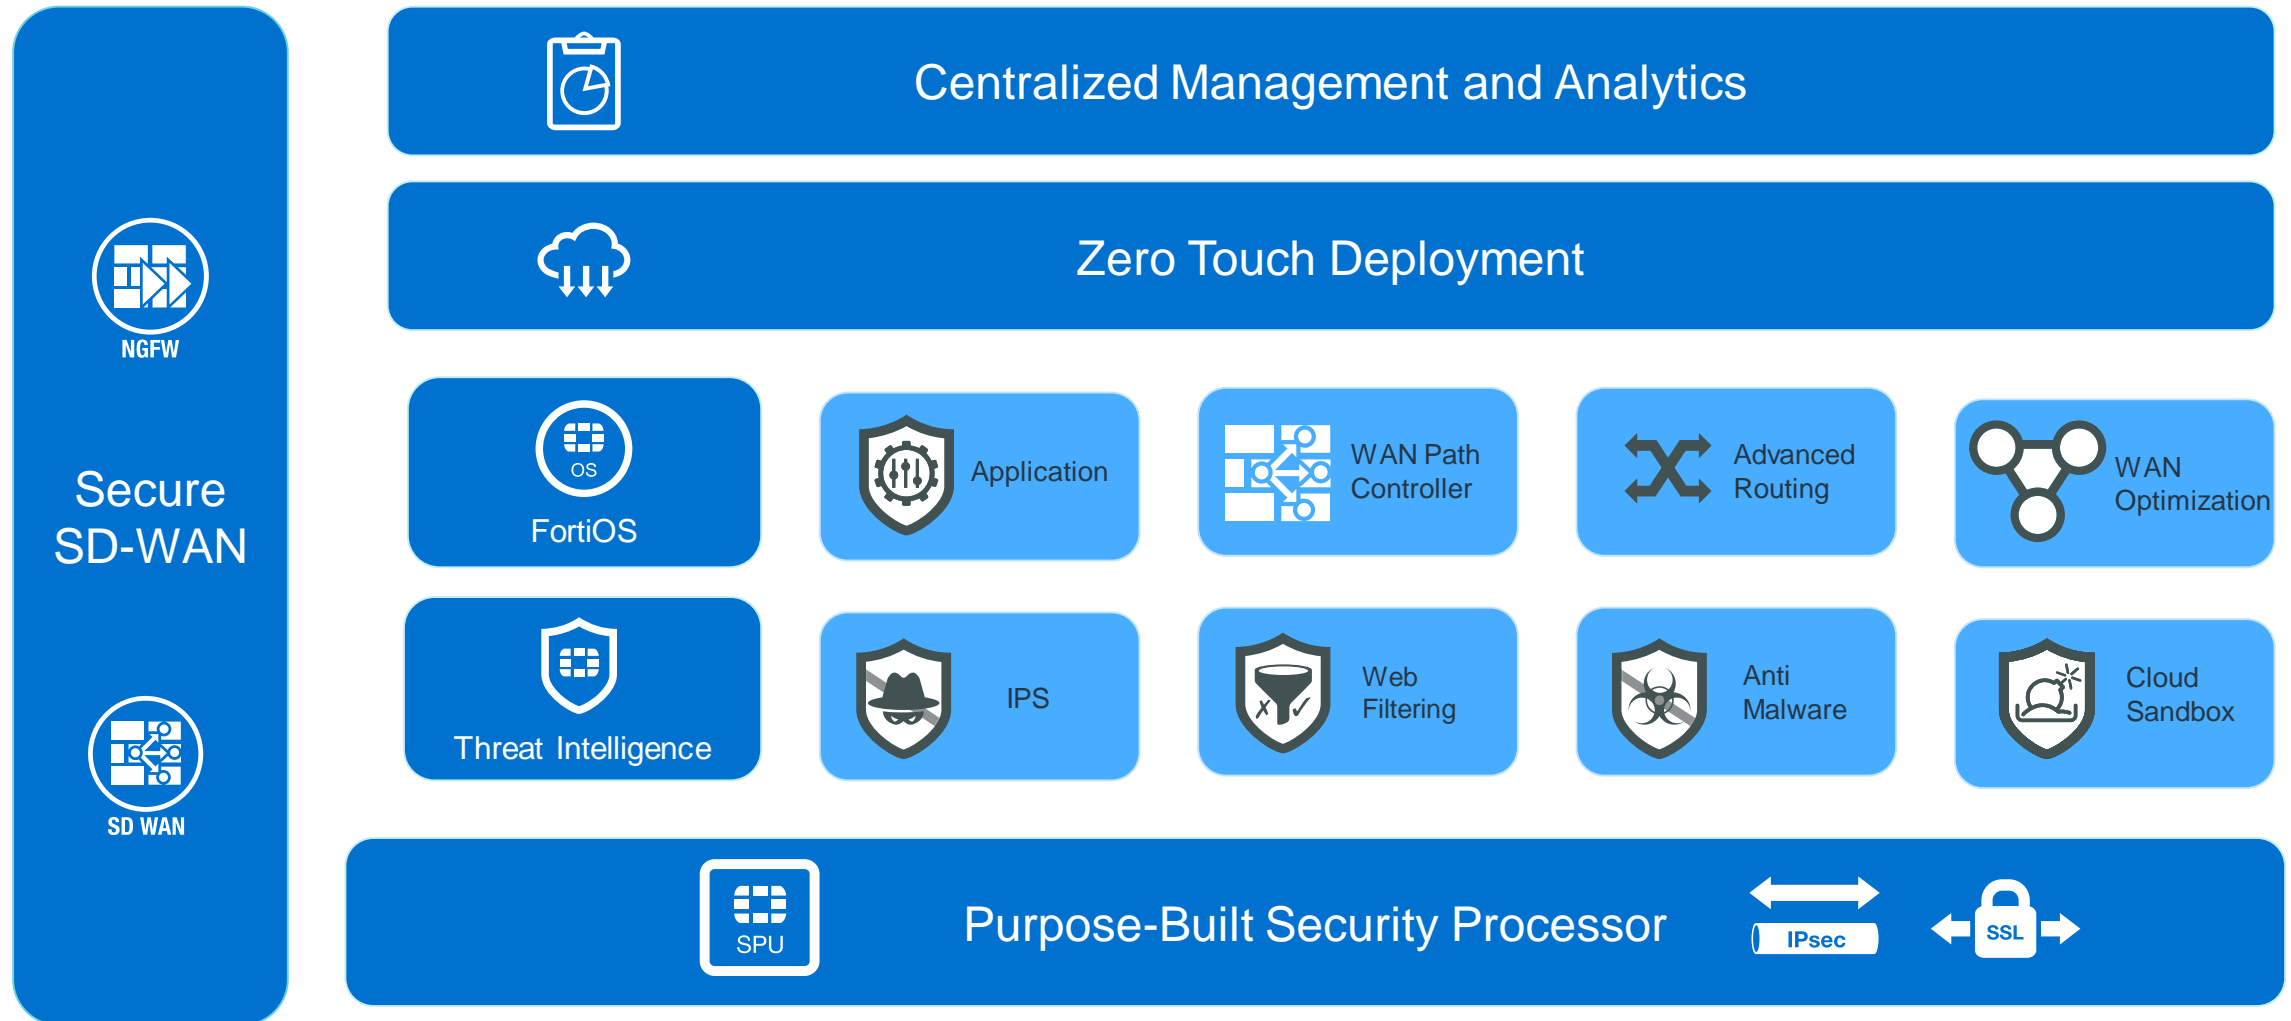 Centralized Management and Analytics
Zero Touch Deployment
NGFW
Secure
SD-WAN
SD WAN
OS
FortiOS
Application
WAN Path
Controller
Advanced
Routing
WAN
Optimization
Threat Intelligence
IPS
Web
Filtering
Anti
Malware
Cloud
Sandbox
SPU
Purpose-Built Security Processor
IPsec
SSL